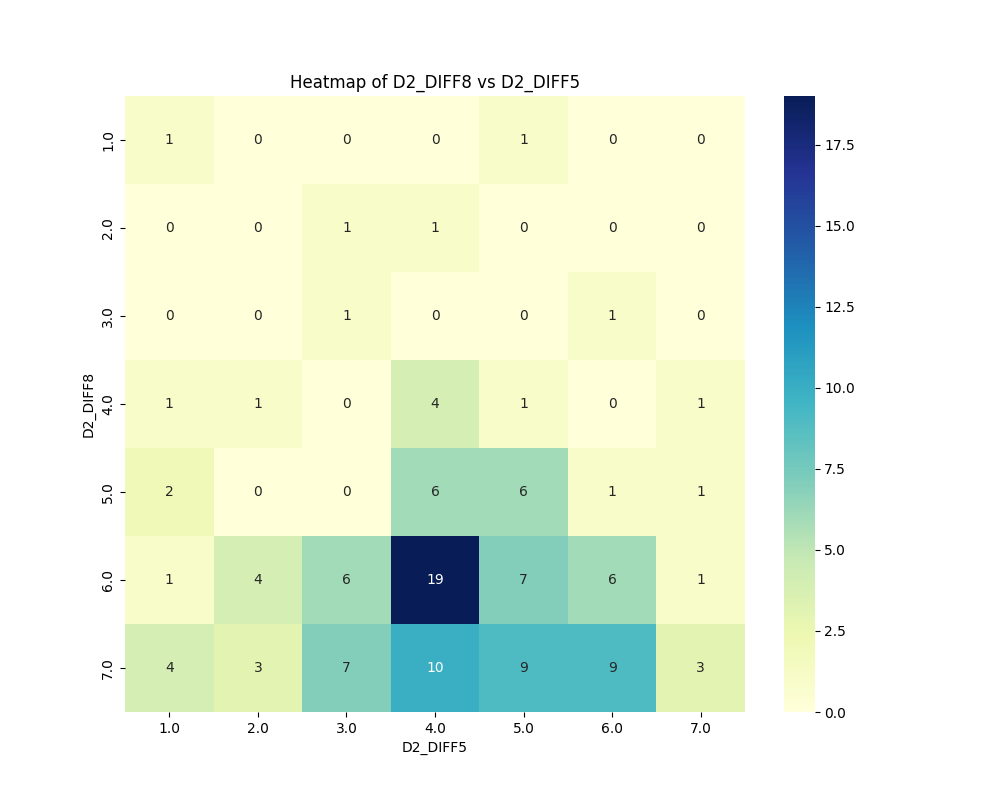 Heatmap of D2_DIFF8 vs D2_DIFF5
D2_DIFF8
1.0 1 0 0 0 1 0 0
2.0 0 0 1 1 0 0 0
3.0 0 0 1 0 0 1 0
4.0 1 1 0 4 1 0 1
5.0 2 0 0 6 6 1 1
6.0 1 4 6 19 7 6 1
7.0 4 3 7 10 9 9 3
1.0 2.0 3.0 4.0 5.0 6.0 7.0
D2_DIFF5
17.5
15.0
12.5
10.0
7.5
5.0
2.5
0.0